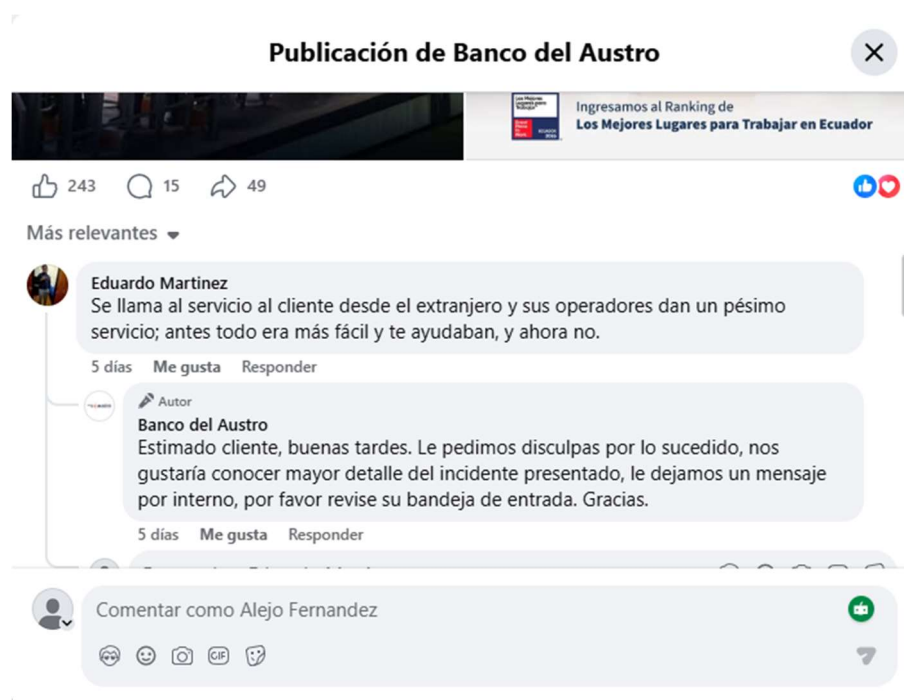 Publicación de Banco del Austro
Ingresamos al Ranking de
Los Mejores Lugares para Trabajar en Ecuador
243 15 49
Más relevantes
Eduardo Martinez
Se llama al servicio al cliente desde el extranjero y sus operadores dan un pésimo
servicio; antes todo era más fácil y te ayudaban, y ahora no.
5 días Me gusta Responder
Autor
Banco del Austro
Estimado cliente, buenas tardes. Le pedimos disculpas por lo sucedido, nos
gustaría conocer mayor detalle del incidente presentado, le dejamos un mensaje
por interno, por favor revise su bandeja de entrada. Gracias.
5 días Me gusta Responder
Comentar como Alejo Fernandez
GIF